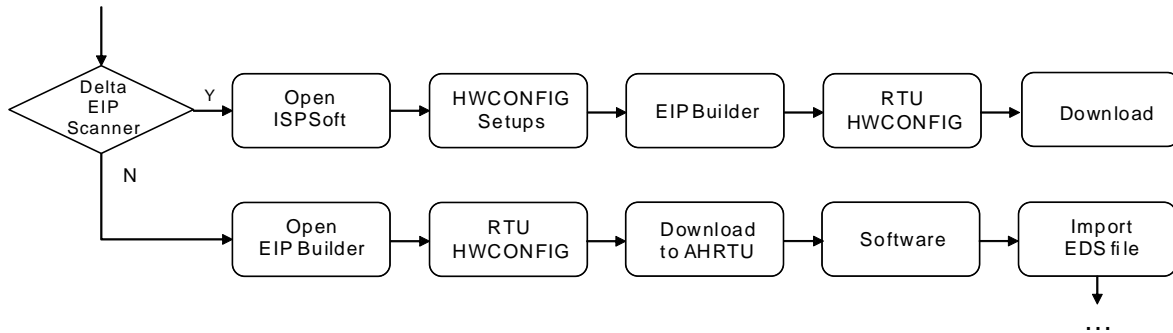 Delta
EIP
Scanner
Y
Open
ISPSoft
HWCONFIG
Setups
EIP Builder
RTU
HWCONFIG
Download
N
Open
EIP Builder
RTU
HWCONFIG
Download
to AHRTU
Software
Import
EDS file
...